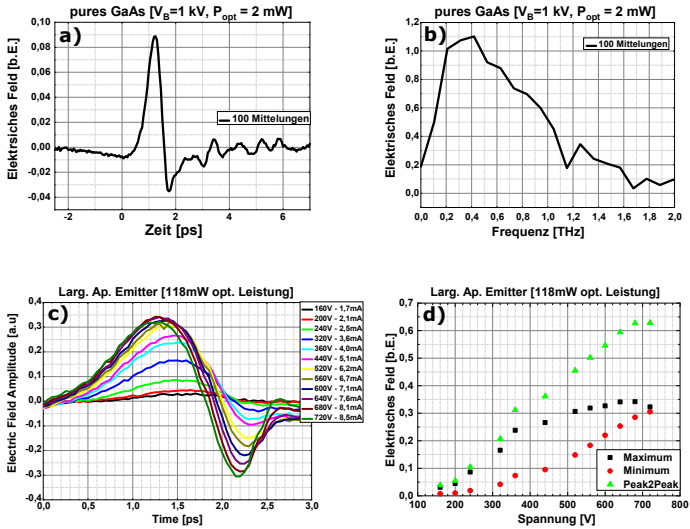 pures GaAs [V_B=1 kV, P_opt = 2 mW]
a)
Elektrsiches Feld [b.E.]
0,10
0,08
0,06
0,04
0,02
0,00
-0,02
-0,04
100 Mittelungen
-2 0 2 4 6
Zeit [ps]
pures GaAs [V_B=1 kV, P_opt = 2 mW]
b)
Elektrisches Feld [b.E.]
1,2
1,0
0,8
0,6
0,4
0,2
0,0
100 Mittelungen
0,0 0,2 0,4 0,6 0,8 1,0 1,2 1,4 1,6 1,8 2,0
Frequenz [THz]
Larg. Ap. Emitter [118mW opt. Leistung]
c)
Electric Field Amplitude [a.u]
0,4
0,3
0,2
0,1
0,0
-0,1
-0,2
-0,3
-0,4
160V - 1,7mA
200V - 2,1mA
240V - 2,5mA
320V - 3,6mA
360V - 4,0mA
440V - 5,1mA
520V - 6,2mA
560V - 6,7mA
600V - 7,1mA
640V - 7,6mA
680V - 8,1mA
720V - 8,5mA
0,0 0,5 1,0 1,5 2,0 2,5 3,0
Time [ps]
Larg. Ap. Emitter [118mW opt. Leistung]
d)
Elektrisches Feld [b.E.]
0,7
0,6
0,5
0,4
0,3
0,2
0,1
0,0
Maximum
Minimum
Peak2Peak
100 200 300 400 500 600 700 800
Spannung [V]